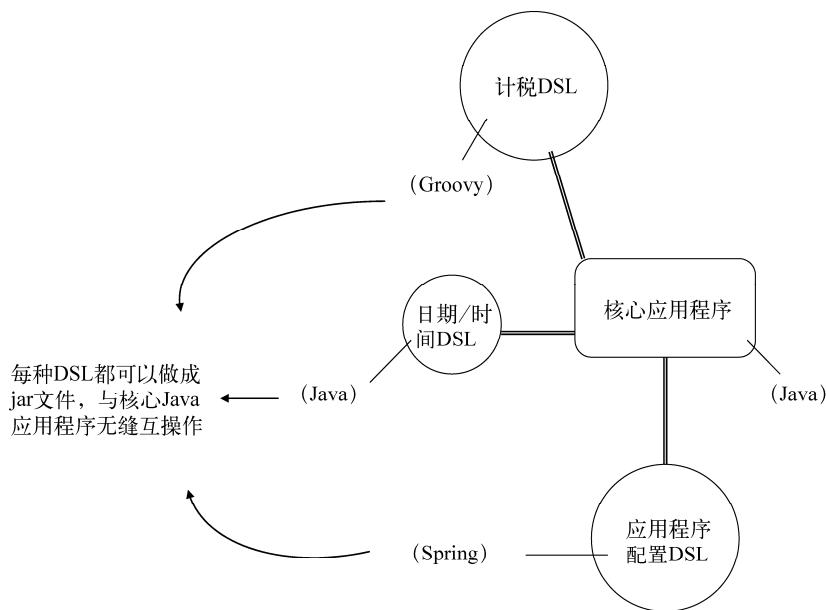 计税DSL
（Groovy）
核心应用程序
日期/时
间DSL
每种DSL都可以做成
jar文件，与核心Java
应用程序无缝互操作
（Java）
（Java）
应用程序
配置DSL
（Spring）